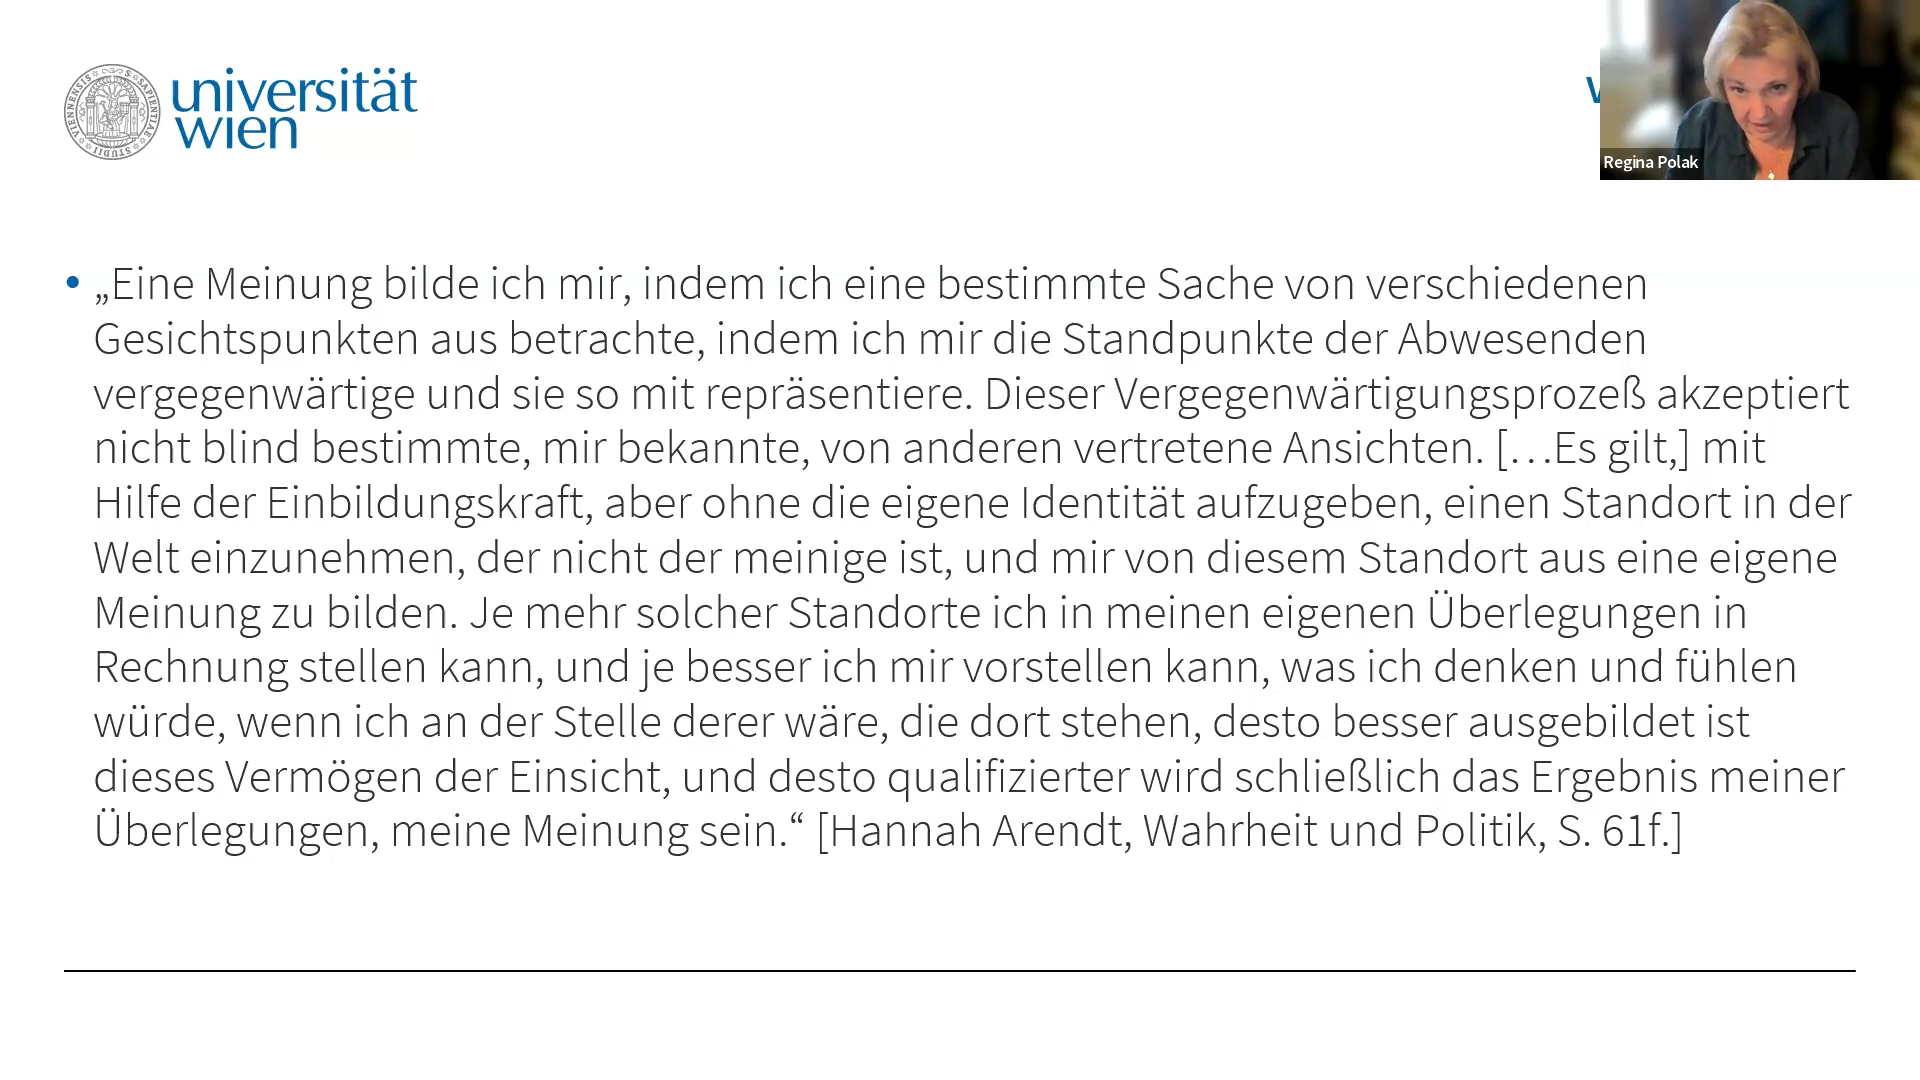 universität
wien
Regina Polak
• „Eine Meinung bilde ich mir, indem ich eine bestimmte Sache von verschiedenen
Gesichtspunkten aus betrachte, indem ich mir die Standpunkte der Abwesenden
vergegenwärtige und sie so mit repräsentiere. Dieser Vergegenwärtigungsprozeß akzeptiert
nicht blind bestimmte, mir bekannte, von anderen vertretene Ansichten. […Es gilt,] mit
Hilfe der Einbildungskraft, aber ohne die eigene Identität aufzugeben, einen Standort in der
Welt einzunehmen, der nicht der meinige ist, und mir von diesem Standort aus eine eigene
Meinung zu bilden. Je mehr solcher Standorte ich in meinen eigenen Überlegungen in
Rechnung stellen kann, und je besser ich mir vorstellen kann, was ich denken und fühlen
würde, wenn ich an der Stelle derer wäre, die dort stehen, desto besser ausgebildet ist
dieses Vermögen der Einsicht, und desto qualifizierter wird schließlich das Ergebnis meiner
Überlegungen, meine Meinung sein.“ [Hannah Arendt, Wahrheit und Politik, S. 61f.]